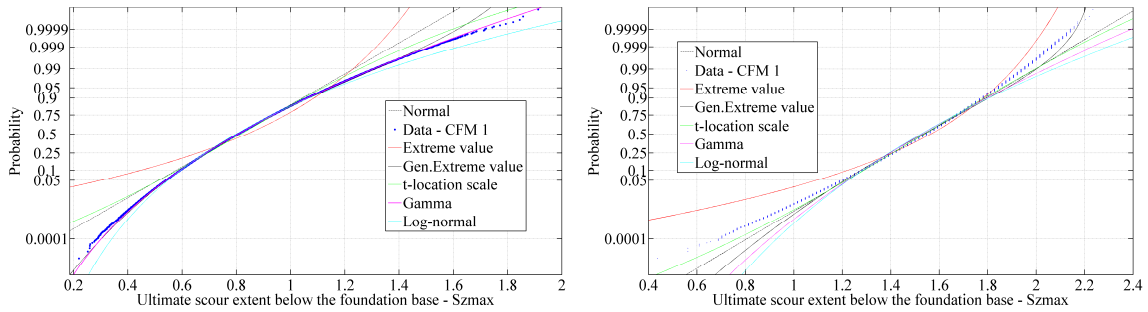 Probability
0.9999
0.999
0.99
0.95
0.9
0.75
0.5
0.25
0.1
0.05
0.0001
Normal
Data - CFM 1
Extreme value
Gen.Extreme value
t-location scale
Gamma
Log-normal
0.2 0.4 0.6 0.8 1 1.2 1.4 1.6 1.8 2
Ultimate scour extent below the foundation base - Szmax
Probability
0.9999
0.999
0.99
0.95
0.9
0.75
0.5
0.25
0.1
0.05
0.0001
Normal
Data - CFM 1
Extreme value
Gen.Extreme value
t-location scale
Gamma
Log-normal
0.4 0.6 0.8 1 1.2 1.4 1.6 1.8 2 2.2 2.4
Ultimate scour extent below the foundation base - Szmax